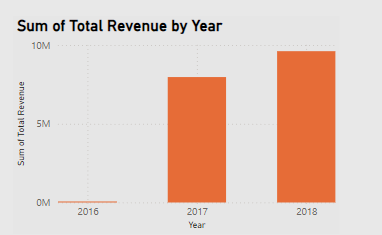 Sum of Total Revenue by Year
10M
5M
0M
Sum of Total Revenue
2016 2017 2018
Year